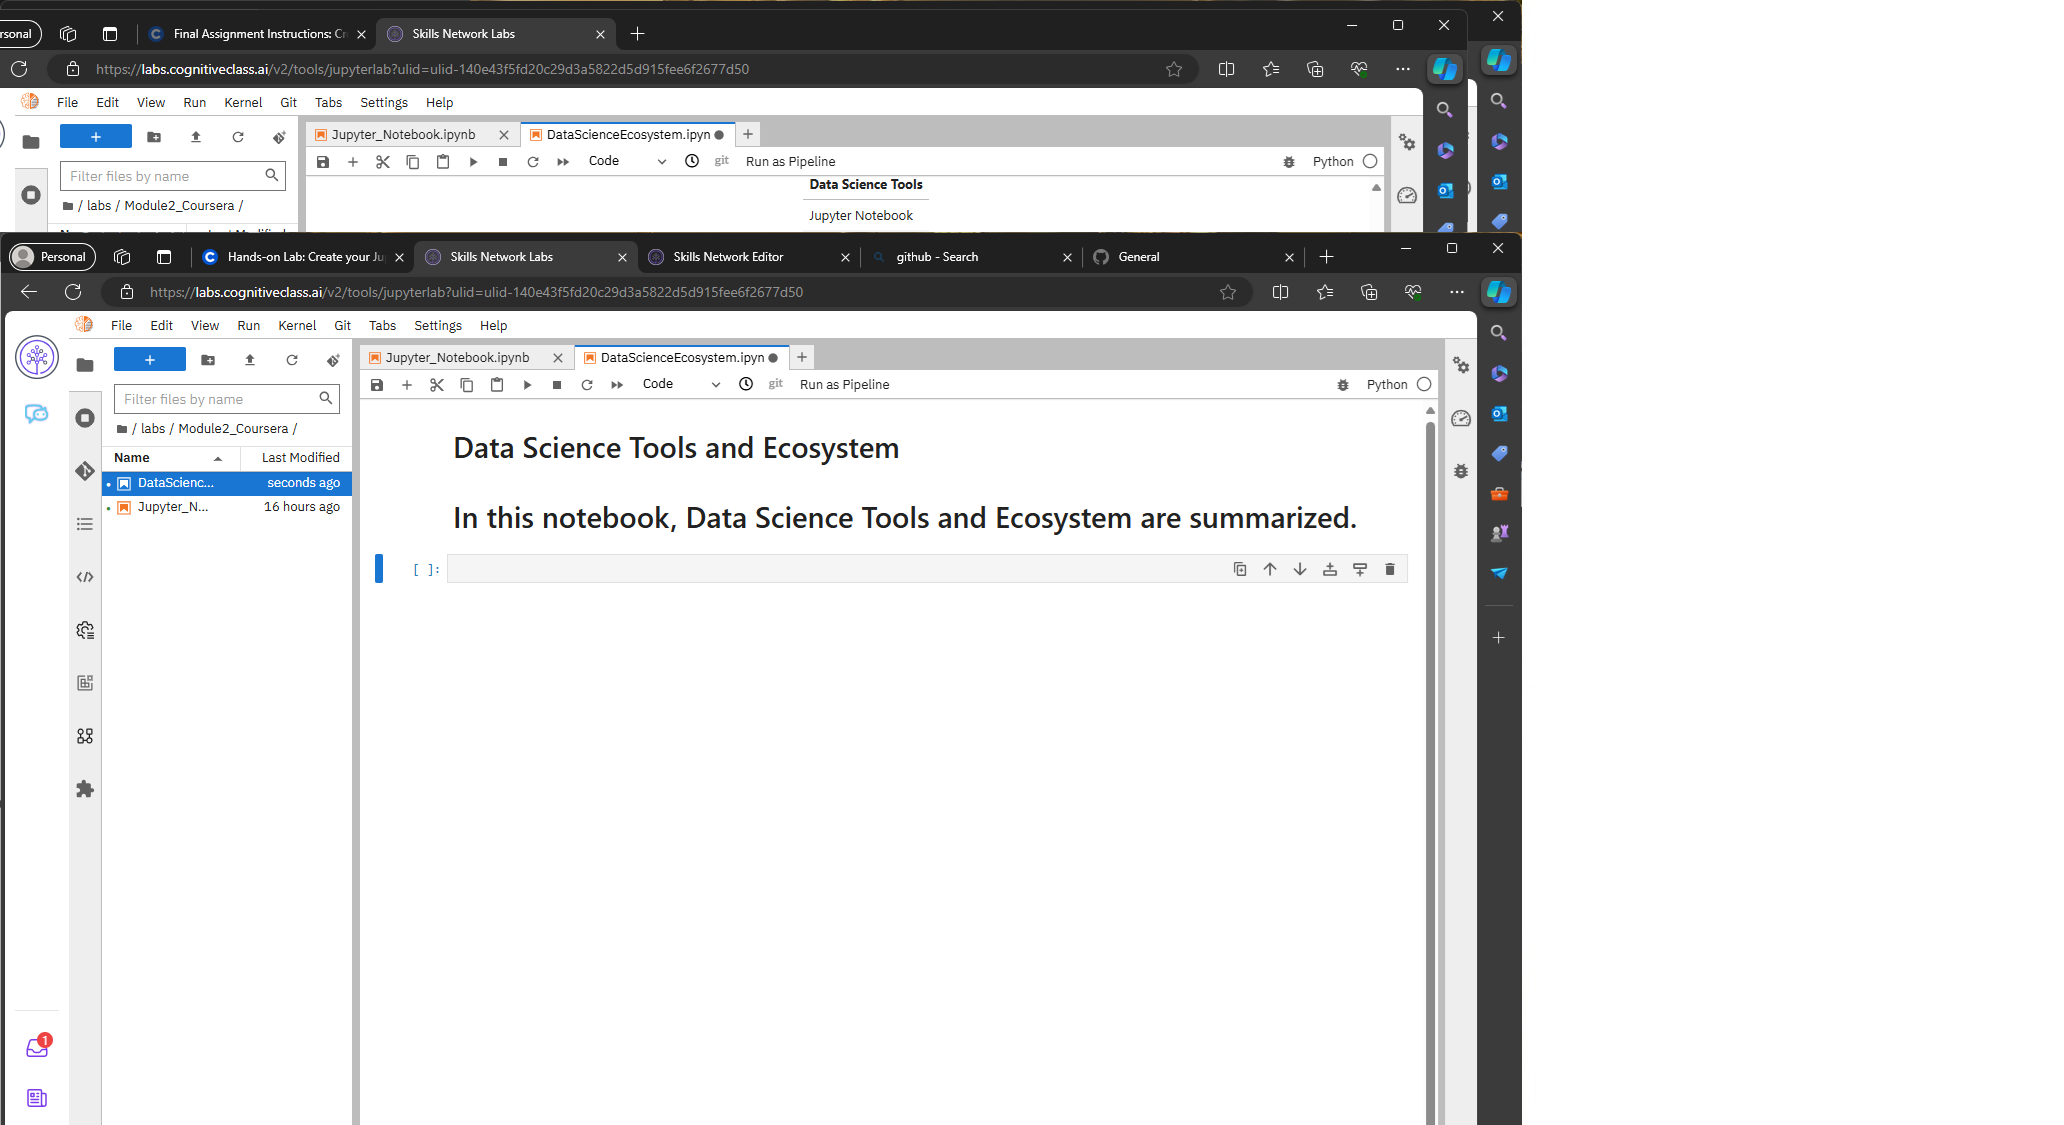 rsonal
Final Assignment Instructions: Cr
Skills Network Labs
https://labs.cognitiveclass.ai/v2/tools/jupyterlab?ulid=ulid-140e43f5fd20c29d3a5822d5d915fee6f2677d50
File Edit View Run Kernel Git Tabs Settings Help
Jupyter_Notebook.ipynb
DataScienceEcosystem.ipyn
Filter files by name
Code
git
Run as Pipeline
Python
/ labs / Module2_Coursera /
Data Science Tools
Jupyter Notebook
Personal
Hands-on Lab: Create your Ju
Skills Network Labs
Skills Network Editor
github - Search
General
https://labs.cognitiveclass.ai/v2/tools/jupyterlab?ulid=ulid-140e43f5fd20c29d3a5822d5d915fee6f2677d50
File Edit View Run Kernel Git Tabs Settings Help
Jupyter_Notebook.ipynb
DataScienceEcosystem.ipyn
Code
git
Run as Pipeline
Python
Filter files by name
/ labs / Module2_Coursera /
Name Last Modified
DataScienc... seconds ago
Jupyter_N... 16 hours ago
Data Science Tools and Ecosystem
In this notebook, Data Science Tools and Ecosystem are summarized.
[ ]:
1